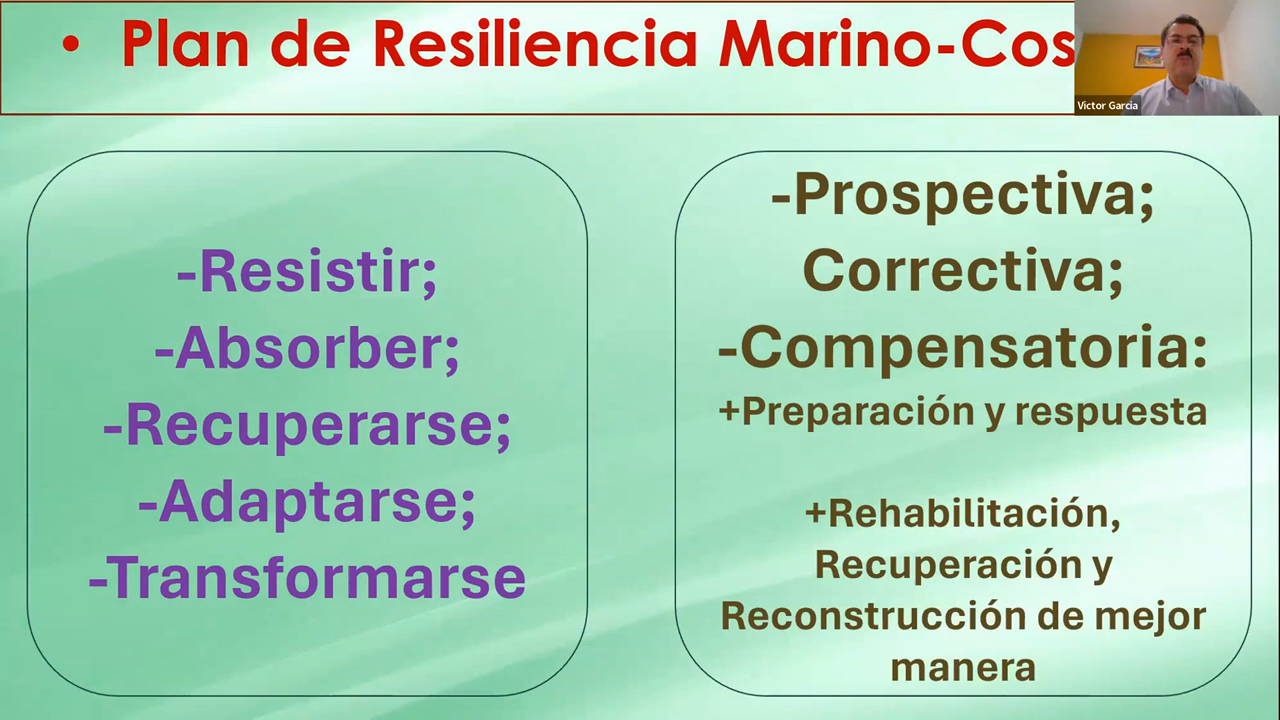 • Plan de Resiliencia Marino-Cos
Victor Garcia
-Resistir;
-Absorber;
-Recuperarse;
-Adaptarse;
-Transformarse
-Prospectiva;
Correctiva;
-Compensatoria:
+Preparación y respuesta
+Rehabilitación,
Recuperación y
Reconstrucción de mejor
manera